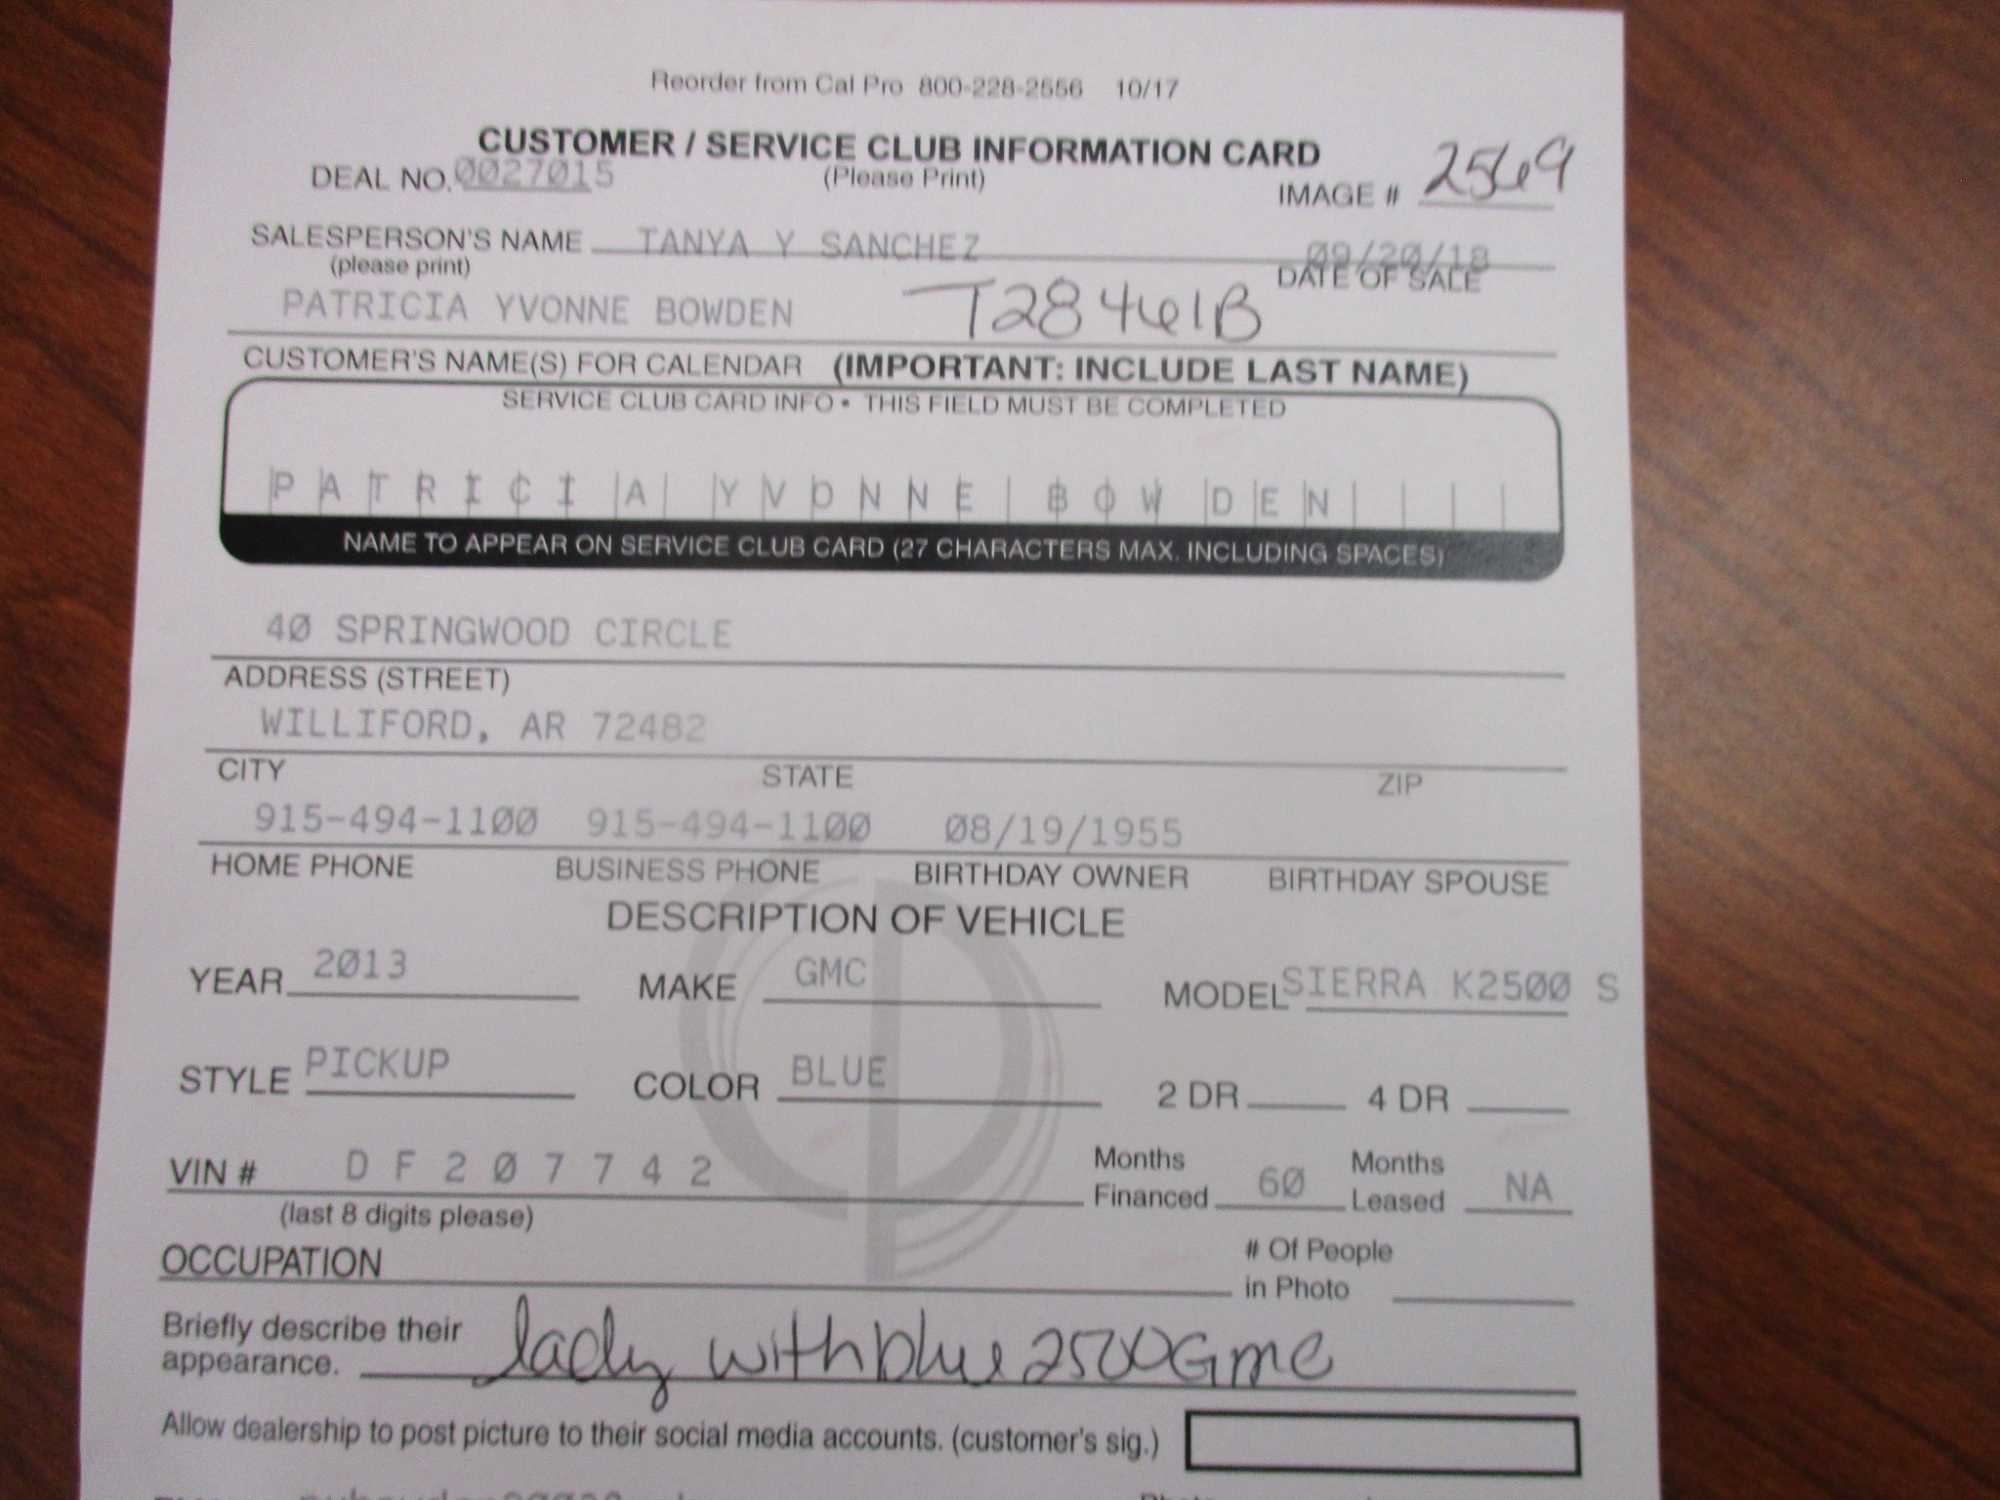 Reorder from Cal Pro 800-228-2556 10/17
CUSTOMER / SERVICE CLUB INFORMATION CARD
DEAL NO. 0027015 (Please Print) IMAGE # 2569
SALESPERSON'S NAME TANYA Y SANCHEZ 09/20/18
(please print) DATE OF SALE
PATRICIA YVONNE BOWDEN T28461B
CUSTOMER'S NAME(S) FOR CALENDAR (IMPORTANT: INCLUDE LAST NAME)
SERVICE CLUB CARD INFO • THIS FIELD MUST BE COMPLETED
PATRICIA YVONNE BOWDEN
NAME TO APPEAR ON SERVICE CLUB CARD (27 CHARACTERS MAX. INCLUDING SPACES)
40 SPRINGWOOD CIRCLE
ADDRESS (STREET)
WILLIFORD, AR 72482
CITY STATE ZIP
915-494-1100 915-494-1100 08/19/1955
HOME PHONE BUSINESS PHONE BIRTHDAY OWNER BIRTHDAY SPOUSE
DESCRIPTION OF VEHICLE
YEAR 2013 MAKE GMC MODEL SIERRA K2500 S
STYLE PICKUP COLOR BLUE 2 DR 4 DR
VIN # DF207742 Months Financed 60 Months Leased NA
(last 8 digits please)
OCCUPATION # Of People in Photo
Briefly describe their appearance. lady with blue 2500 GMC
Allow dealership to post picture to their social media accounts. (customer's sig.)